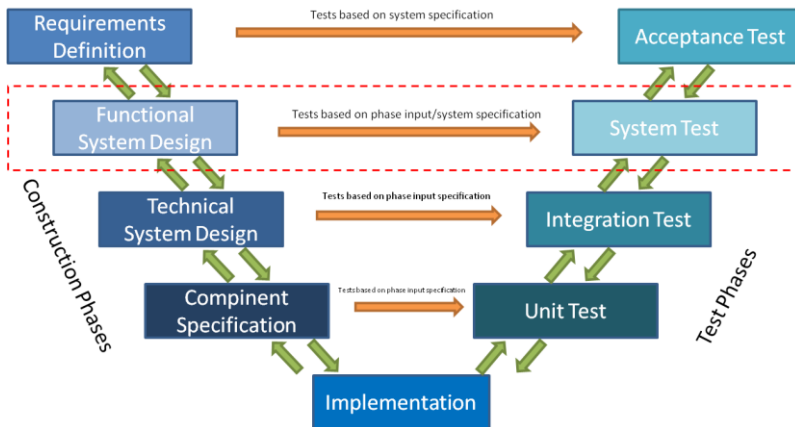 Requirements
Definition
Tests based on system specification
Acceptance Test
Functional
System Design
Tests based on phase input/system specification
System Test
Technical
System Design
Tests based on phase input specification
Integration Test
Compinent
Specification
Tests based on phase input specification
Unit Test
Implementation
Construction Phases
Test Phases